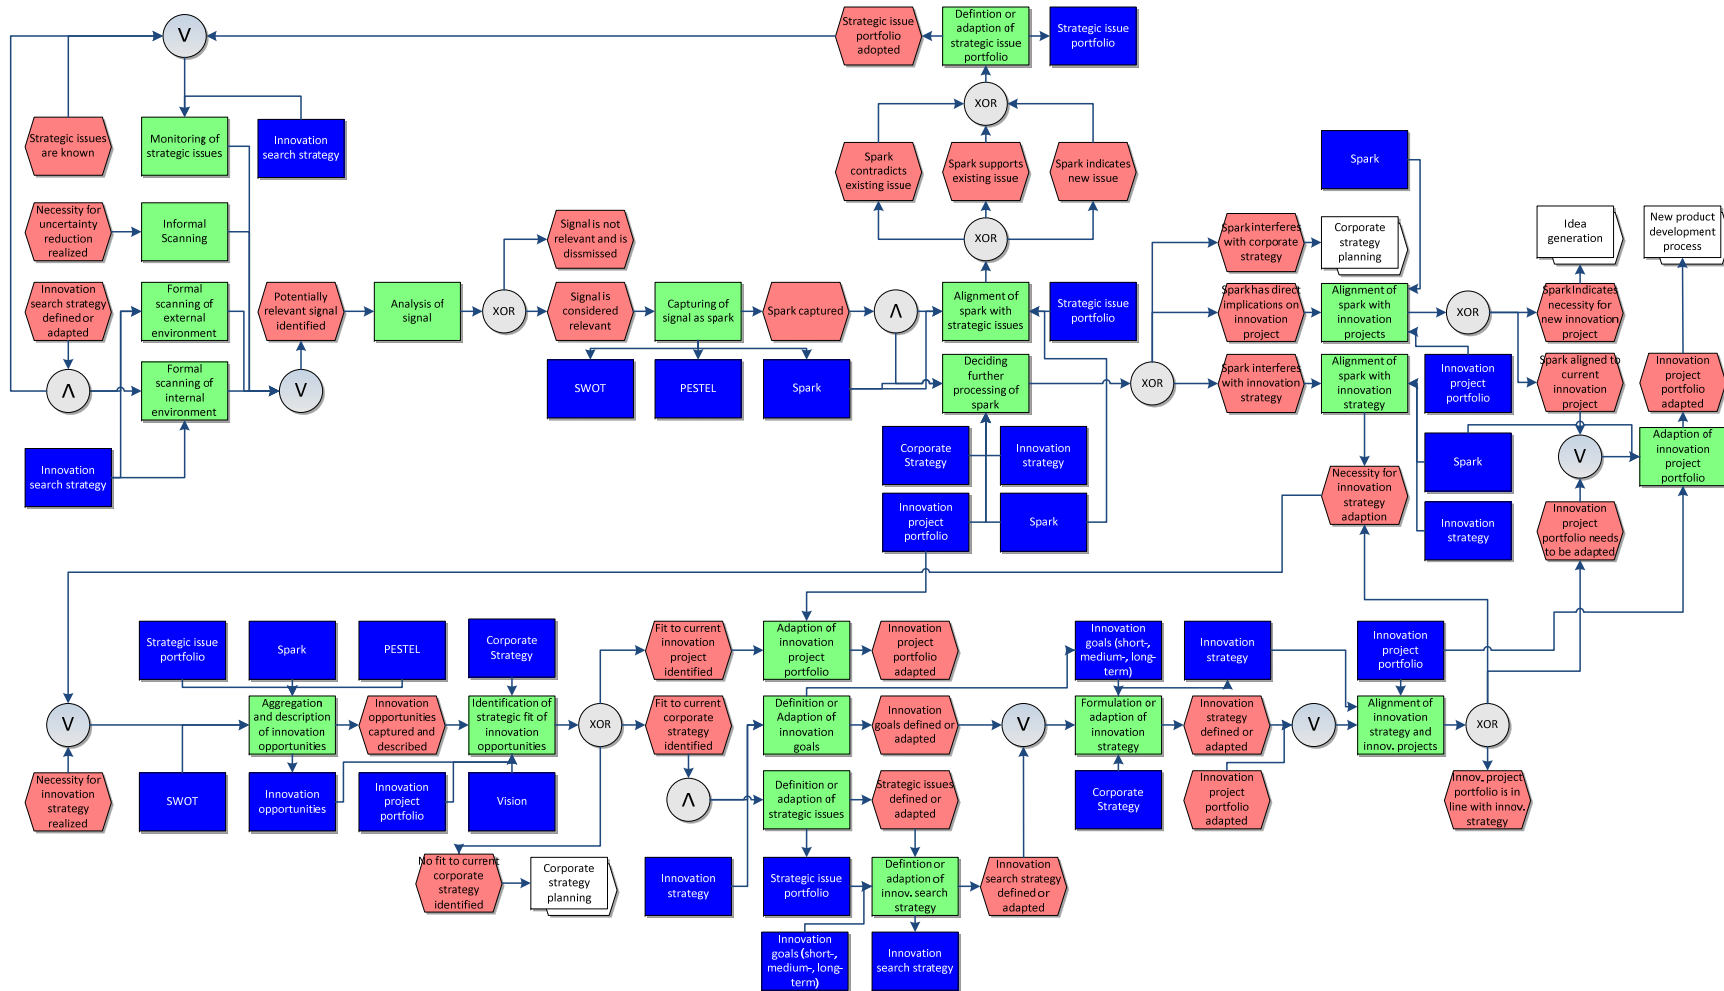 V
Strategic issue
portfolio
adopted
Defintion or
adaption of
strategic issue
portfolio
Strategic issue
portfolio
XOR
Strategic issues
are known
Monitoring of
strategic issues
Innovation
search strategy
Spark
contradicts
existing issue
Spark supports
existing issue
Spark indicates
new issue
Spark
Necessity for
uncertainty
reduction
realized
Informal
Scanning
Signal is not
relevant and is
dissmissed
XOR
Spark interferes
with corporate
strategy
Corporate
strategy
planning
Idea
generation
New product
development
process
Innovation
search strategy
defined or
adapted
Formal
scanning of
external
environment
Potentially
relevant signal
identified
Analysis of
signal
XOR
Signal is
considered
relevant
Capturing of
signal as spark
Spark captured
Λ
Alignment of
spark with
strategic issues
Strategic issue
portfolio
Spark has direct
implications on
innovation
project
Alignment of
spark with
innovation
projects
XOR
Spark Indicates
necessity for
new innovation
project
Λ
Formal
scanning of
internal
environment
V
SWOT
PESTEL
Spark
Deciding
further
processing of
spark
XOR
Spark interferes
with innovation
strategy
Alignment of
spark with
innovation
strategy
Innovation
project
portfolio
Spark aligned to
current
innovation
project
Innovation
project
portfolio
adapted
Innovation
search strategy
Corporate
Strategy
Innovation
strategy
Spark
V
Adaption of
innovation
project
portfolio
Innovation
project
portfolio
Spark
Necessity for
innovation
strategy
adaption
Innovation
strategy
Innovation
project
portfolio needs
to be adapted
Strategic issue
portfolio
Spark
PESTEL
Corporate
Strategy
Fit to current
innovation
project
identified
Adaption of
innovation
project
portfolio
Innovation
project
portfolio
adapted
Innovation
goals (short-,
medium-, long-
term)
Innovation
strategy
Innovation
project
portfolio
V
Aggregation
and description
of innovation
opportunities
Innovation
opportunities
captured and
described
Identification of
strategic fit of
innovation
opportunities
XOR
Fit to current
corporate
strategy
identified
Definition or
Adaption of
innovation
goals
Innovation
goals defined or
adapted
V
Formulation or
adaption of
innovation
strategy
Innovation
strategy
defined or
adapted
V
Alignment of
innovation
strategy and
innov. projects
XOR
Necessity for
innovation
strategy
realized
SWOT
Innovation
opportunities
Innovation
project
portfolio
Vision
Λ
Definition or
adaption of
strategic issues
Strategic issues
defined or
adapted
Corporate
Strategy
Innovation
project
portfolio
adapted
Innov. project
portfolio is in
line with innov.
strategy
No fit to current
corporate
strategy
identified
Corporate
strategy
planning
Innovation
strategy
Strategic issue
portfolio
Definition or
adaption of
innov. search
strategy
Innovation
search strategy
defined or
adapted
Innovation
goals (short-,
medium-, long-
term)
Innovation
search strategy